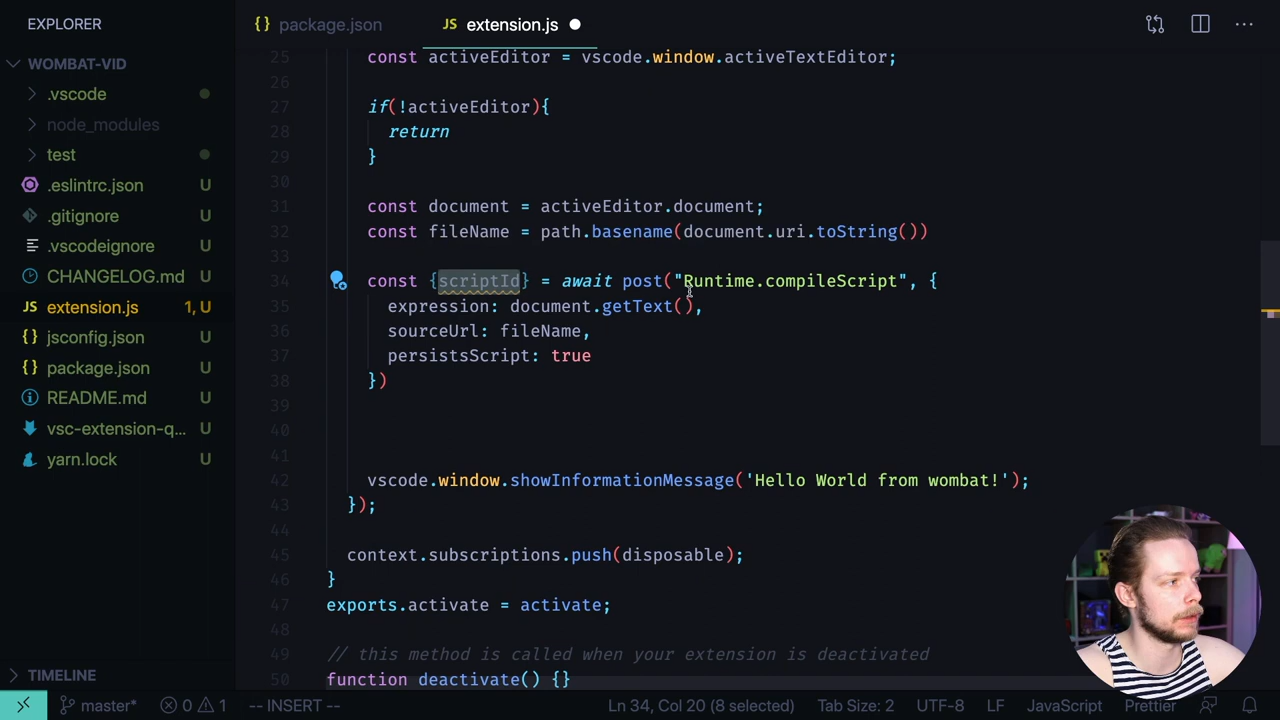 EXPLORER
package.json
JS extension.js
WOMBAT-VID
.vscode
node_modules
test
.eslintrc.json U
.gitignore U
.vscodeignore U
CHANGELOG.md U
JS extension.js 1, U
jsconfig.json U
package.json U
README.md U
vsc-extension-q... U
yarn.lock U
TIMELINE
25 const activeEditor = vscode.window.activeTextEditor;
26
27 if(!activeEditor){
28 return
29 }
30
31 const document = activeEditor.document;
32 const fileName = path.basename(document.uri.toString())
33
34 const {scriptId} = await post("Runtime.compileScript", {
35 expression: document.getText(),
36 sourceUrl: fileName,
37 persistsScript: true
38 })
39
40
41
42 vscode.window.showInformationMessage('Hello World from wombat!');
43 });
44
45 context.subscriptions.push(disposable);
46 }
47 exports.activate = activate;
48
49 // this method is called when your extension is deactivated
50 function deactivate() {}
master* 0 1 -- INSERT -- Ln 34, Col 20 (8 selected) Tab Size: 2 UTF-8 LF JavaScript Prettier